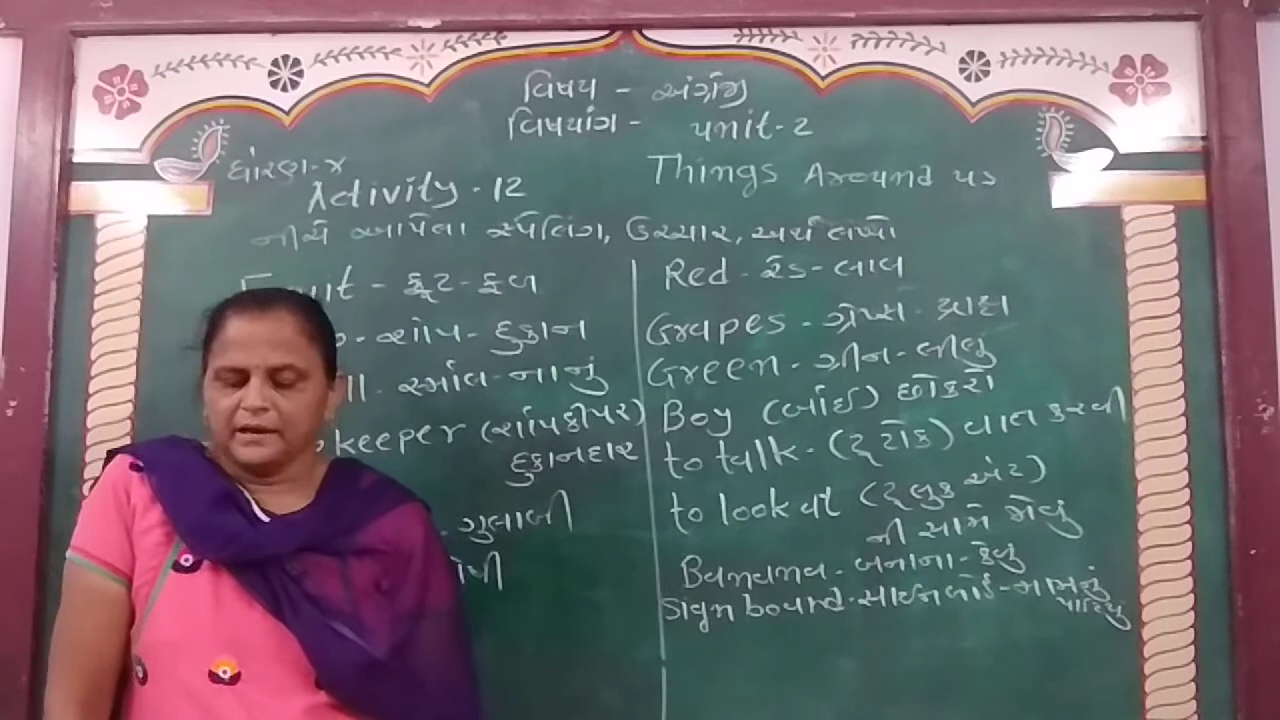 વિષય - અંગ્રેજી
વિષયાંગ - unit-2
ધોરણ-૪
Things Around us
Activity - 12
નીચે આપેલા સ્પેલિંગ, ઉચ્ચાર, અર્થ લખો
Fruit - ફ્રૂટ - ફળ
શોપ - દુકાન
ll - સ્મોલ - નાનું
keeper (શોપકીપર)
દુકાનદાર
ગુલાબી
Red - રેડ - લાલ
Grapes - ગ્રેપ્સ - દ્રાક્ષ
Green - ગ્રીન - લીલું
Boy (બોઇ) છોકરો
to talk - (ટૂ ટોક) વાત કરવી
to look at (ટૂ લુક એટ)
ની સામે જોવું
Banana - બનાના - કેળું
Sign board - સાઈનબોર્ડ - નામનું
પાટિયું